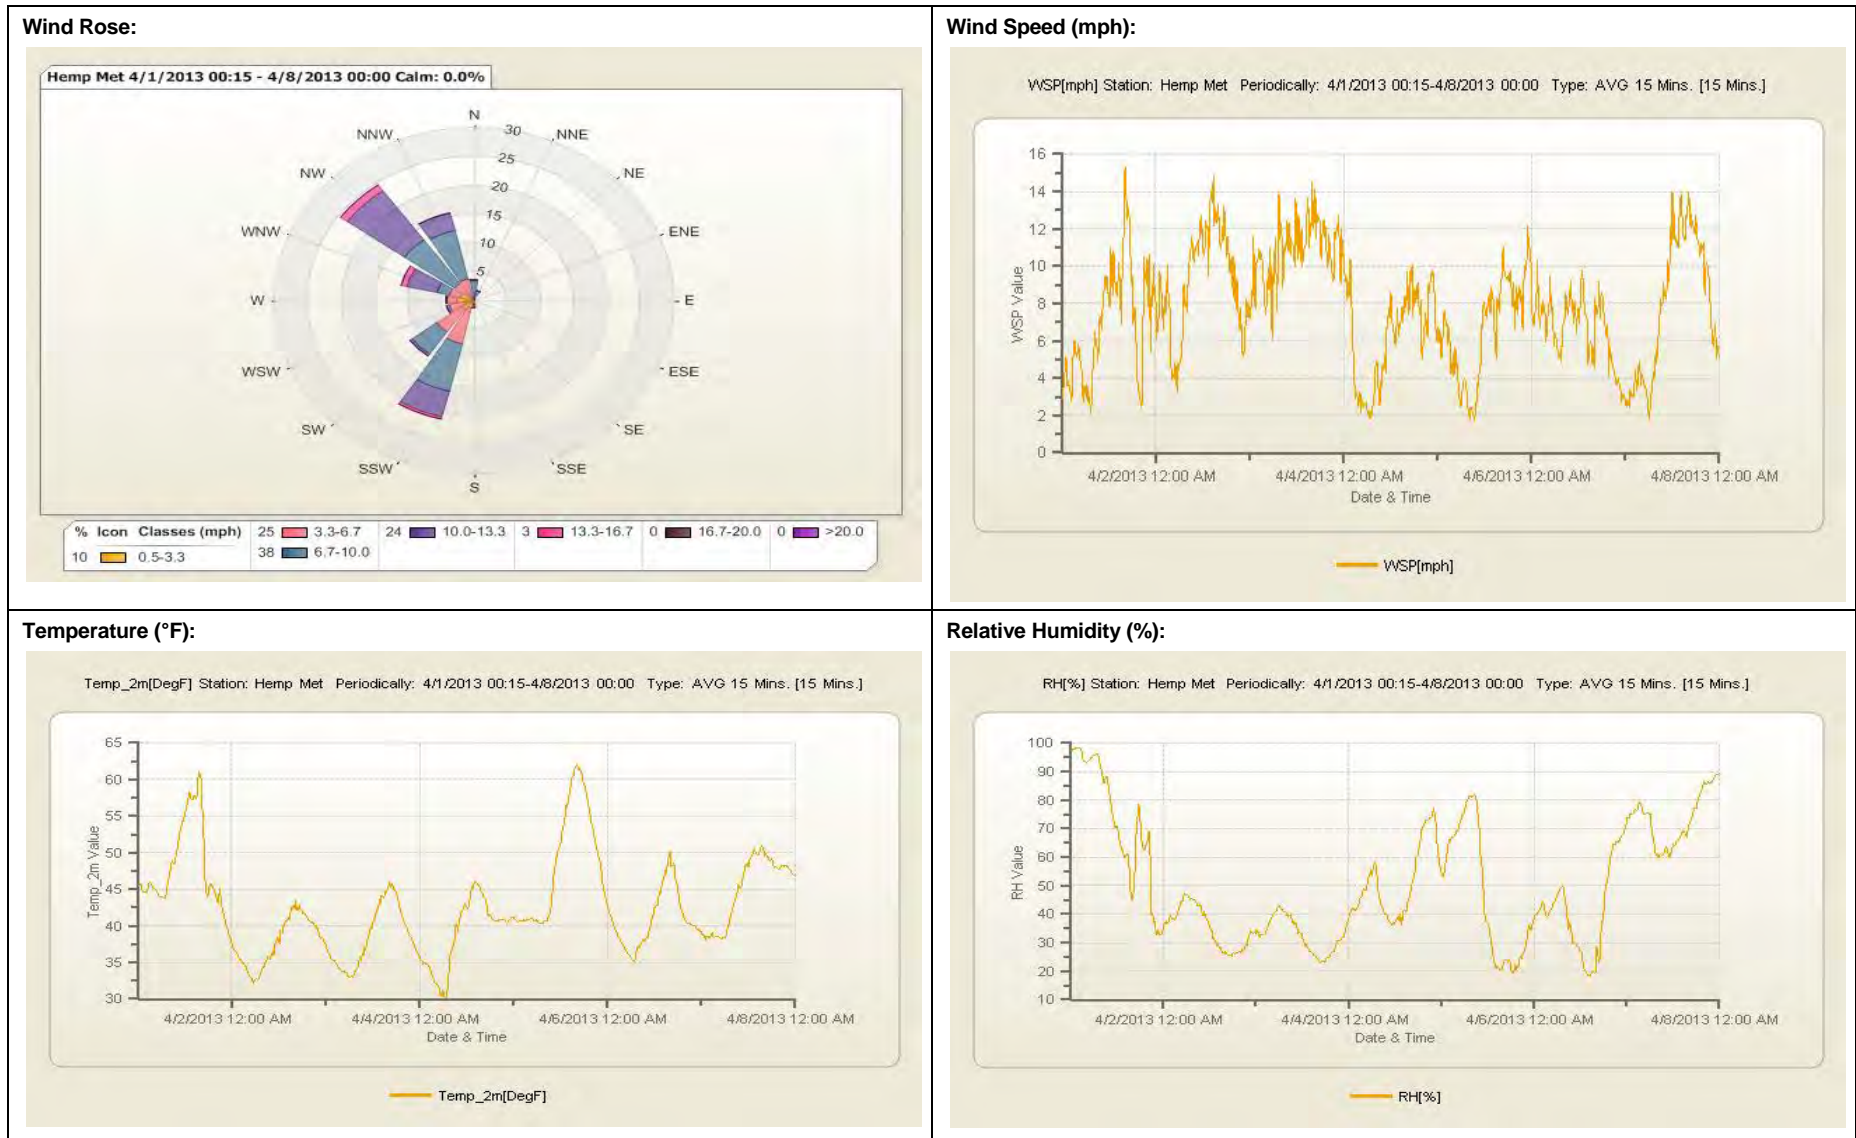 Wind Rose:
Hemp Met 4/1/2013 00:15 - 4/8/2013 00:00 Calm: 0.0%
N
NNE
NE
ENE
E
ESE
SE
SSE
S
SSW
SW
WSW
W
WNW
NW
NNW
30
25
20
15
10
5
% Icon Classes (mph)
10 0.5-3.3
25 3.3-6.7
38 6.7-10.0
24 10.0-13.3
3 13.3-16.7
0 16.7-20.0
0 >20.0
Wind Speed (mph):
WSP[mph] Station: Hemp Met Periodically: 4/1/2013 00:15-4/8/2013 00:00 Type: AVG 15 Mins. [15 Mins.]
WSP Value
16
14
12
10
8
6
4
2
0
4/2/2013 12:00 AM 4/4/2013 12:00 AM 4/6/2013 12:00 AM 4/8/2013 12:00 AM
Date & Time
WSP[mph]
Temperature (°F):
Temp_2m[DegF] Station: Hemp Met Periodically: 4/1/2013 00:15-4/8/2013 00:00 Type: AVG 15 Mins. [15 Mins.]
Temp_2m Value
65
60
55
50
45
40
35
30
4/2/2013 12:00 AM 4/4/2013 12:00 AM 4/6/2013 12:00 AM 4/8/2013 12:00 AM
Date & Time
Temp_2m[DegF]
Relative Humidity (%):
RH[%] Station: Hemp Met Periodically: 4/1/2013 00:15-4/8/2013 00:00 Type: AVG 15 Mins. [15 Mins.]
RH Value
100
90
80
70
60
50
40
30
20
10
4/2/2013 12:00 AM 4/4/2013 12:00 AM 4/6/2013 12:00 AM 4/8/2013 12:00 AM
Date & Time
RH[%]